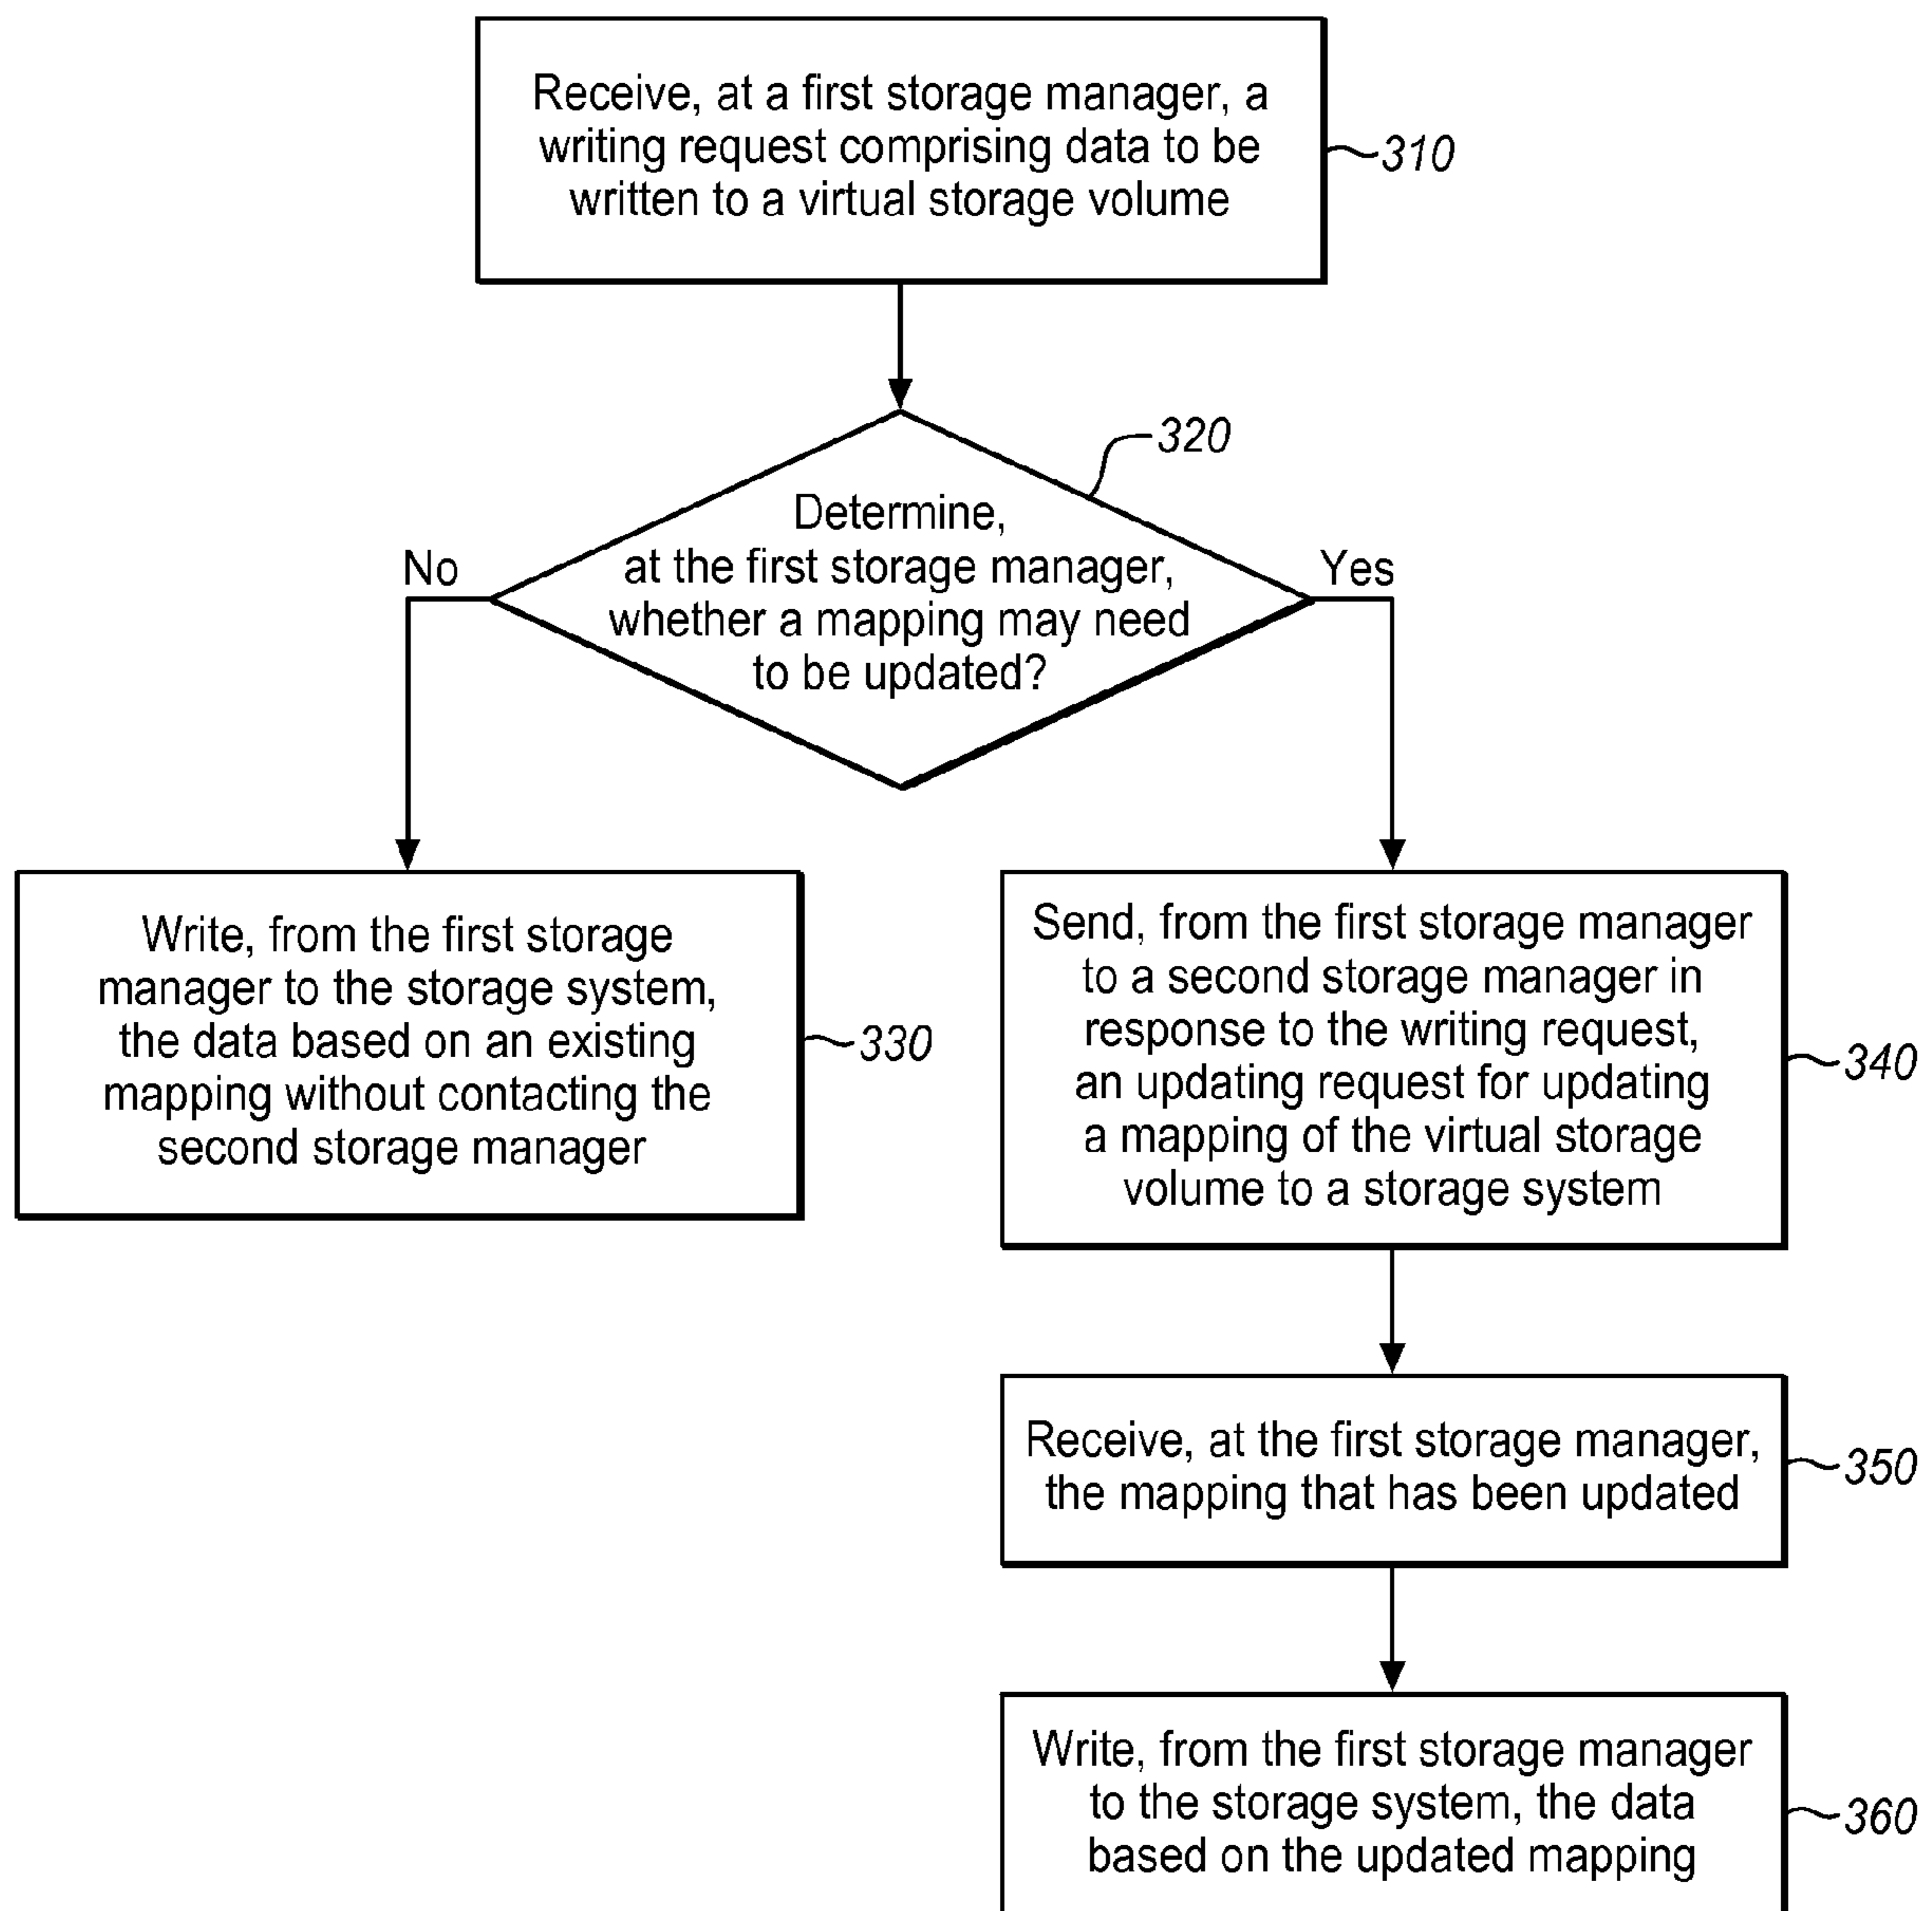 Receive, at a first storage manager, a
writing request comprising data to be
written to a virtual storage volume
310
320
Determine,
at the first storage manager,
whether a mapping may need
to be updated?
No
Yes
Write, from the first storage
manager to the storage system,
the data based on an existing
mapping without contacting the
second storage manager
330
Send, from the first storage manager
to a second storage manager in
response to the writing request,
an updating request for updating
a mapping of the virtual storage
volume to a storage system
340
Receive, at the first storage manager,
the mapping that has been updated
350
Write, from the first storage manager
to the storage system, the data
based on the updated mapping
360